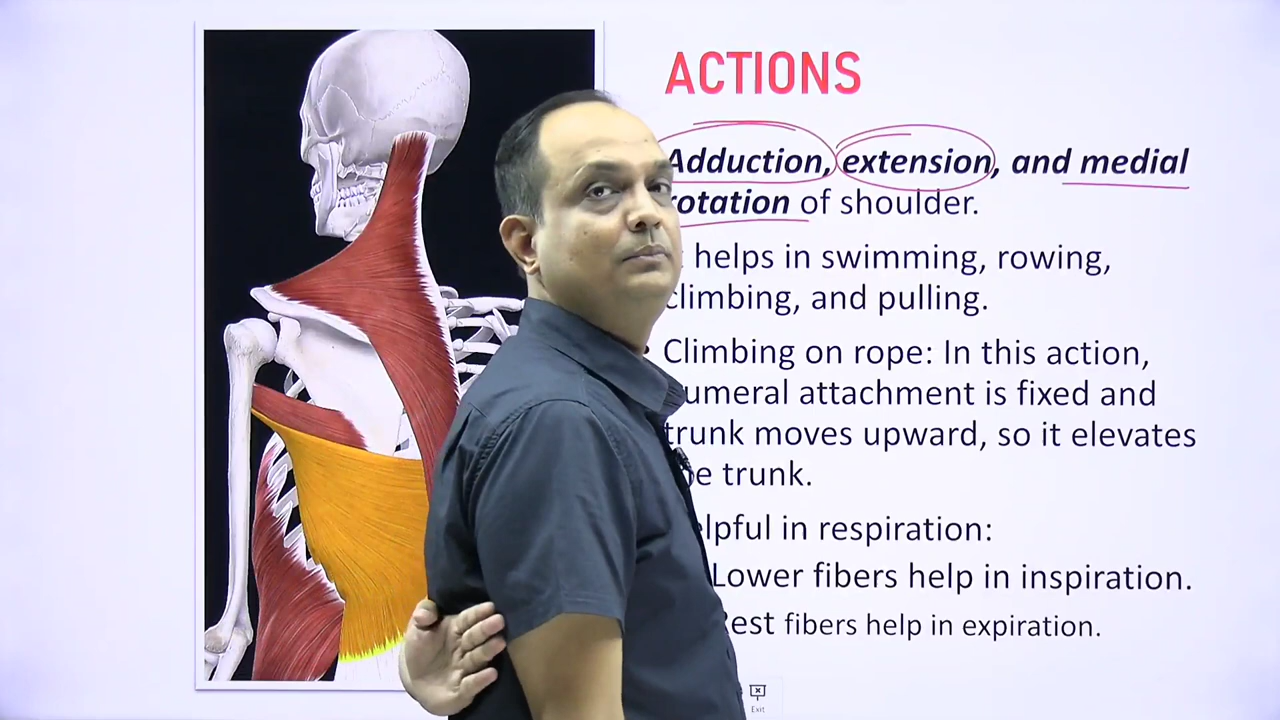 ACTIONS
Adduction, extension, and medial
rotation of shoulder.
helps in swimming, rowing,
climbing, and pulling.
• Climbing on rope: In this action,
umeral attachment is fixed and
trunk moves upward, so it elevates
e trunk.
elpful in respiration:
Lower fibers help in inspiration.
est fibers help in expiration.
Exit